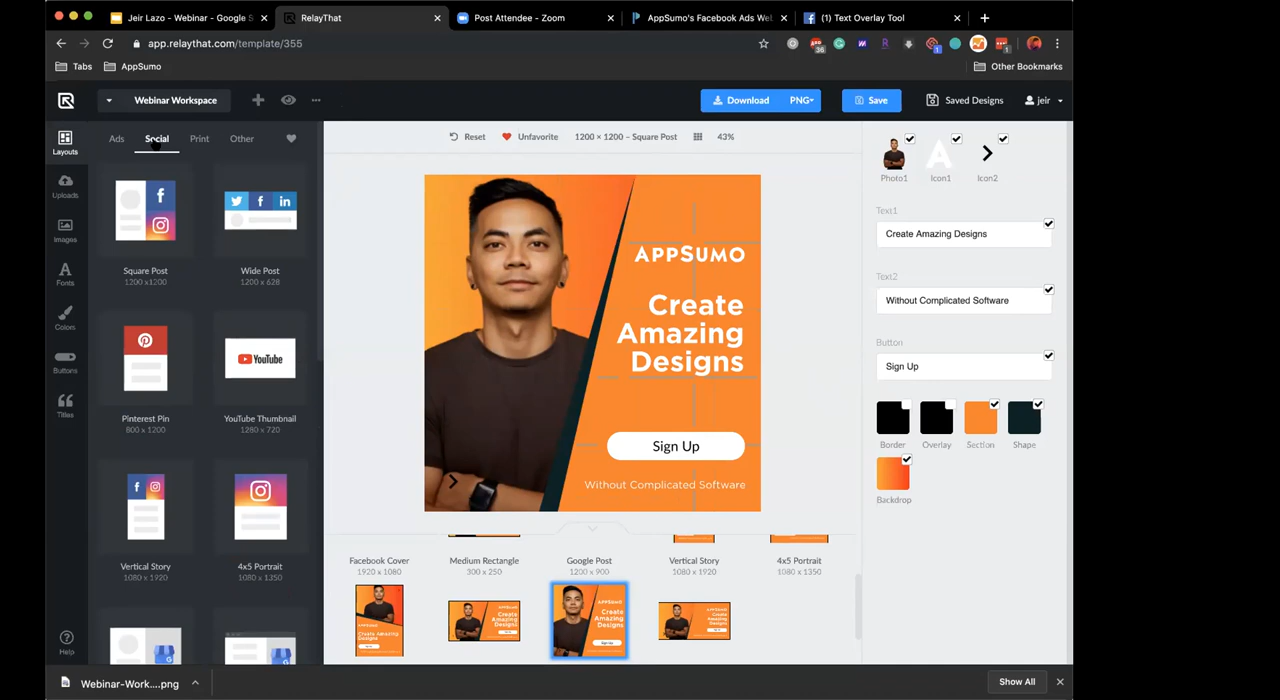 Jeir Lazo - Webinar - Google S
RelayThat
Post Attendee - Zoom
AppSumo's Facebook Ads Web
(1) Text Overlay Tool
app.relaythat.com/template/355
Tabs
AppSumo
Other Bookmarks
Webinar Workspace
Download
PNG
Save
Saved Designs
jeir
Layouts
Ads
Social
Print
Other
Reset
Unfavorite
1200 × 1200 – Square Post
43%
Uploads
Images
Fonts
Colors
Buttons
Titles
Help
Square Post
1200 x1200
Wide Post
1200 x 628
Pinterest Pin
800 x 1200
YouTube
YouTube Thumbnail
1280 x 720
Vertical Story
1080 x 1920
4x5 Portrait
1080 x 1350
APPSUMO
Create
Amazing
Designs
Sign Up
Without Complicated Software
Photo1
Icon1
Icon2
Text1
Create Amazing Designs
Text2
Without Complicated Software
Button
Sign Up
Border
Overlay
Section
Shape
Backdrop
Facebook Cover
1920 x 1080
Medium Rectangle
300 x 250
Google Post
1200 x 900
Vertical Story
1080 x 1920
4x5 Portrait
1080 x 1350
Webinar-Work....png
Show All